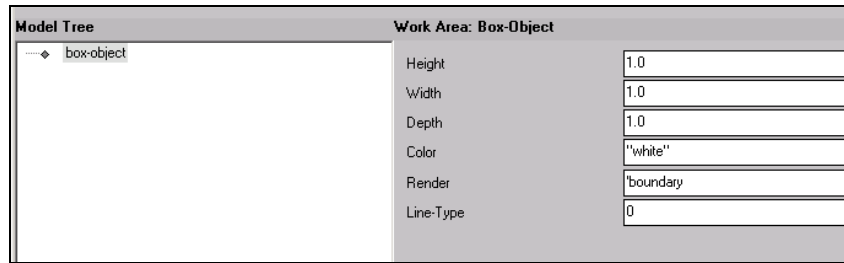 Model Tree
Work Area: Box-Object
box-object
Height 1.0
Width 1.0
Depth 1.0
Color "white"
Render 'boundary
Line-Type 0